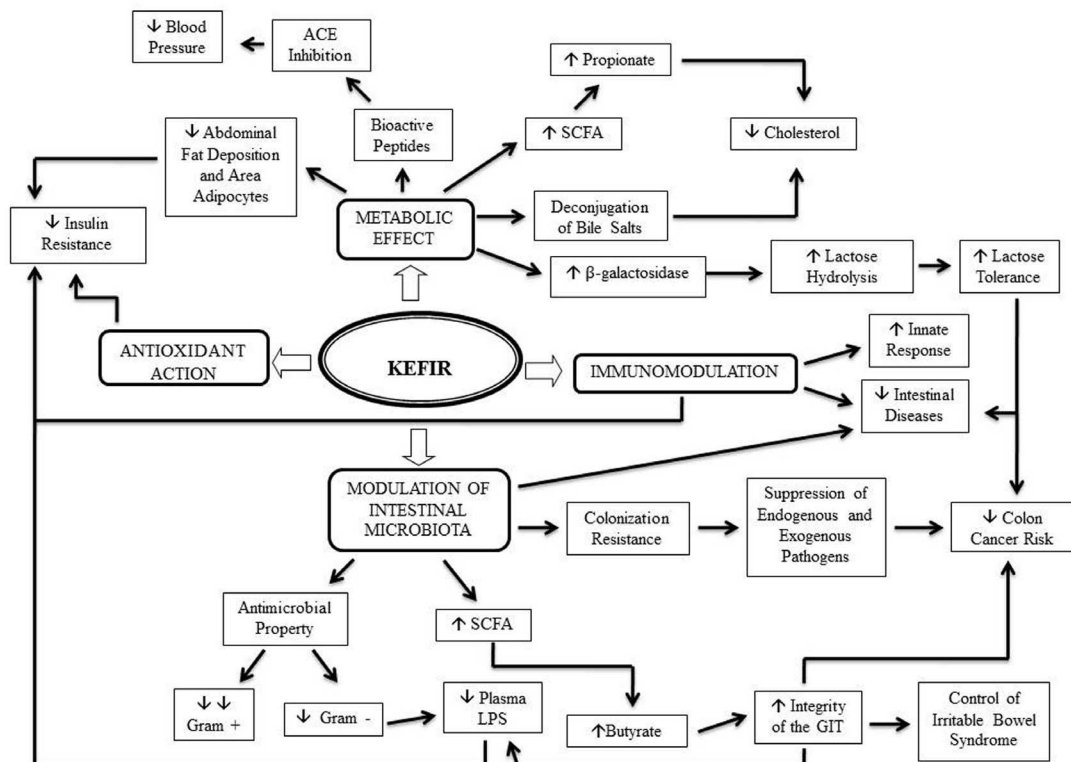 ↓ Blood
Pressure
ACE
Inhibition
↑ Propionate
↓ Abdominal
Fat Deposition
and Area
Adipocytes
Bioactive
Peptides
↑ SCFA
↓ Cholesterol
↓ Insulin
Resistance
METABOLIC
EFFECT
Deconjugation
of Bile Salts
↑ β-galactosidase
↑ Lactose
Hydrolysis
↑ Lactose
Tolerance
ANTIOXIDANT
ACTION
KEFIR
IMMUNOMODULATION
↑ Innate
Response
↓ Intestinal
Diseases
MODULATION OF
INTESTINAL
MICROBIOTA
Colonization
Resistance
Suppression of
Endogenous and
Exogenous
Pathogens
↓ Colon
Cancer Risk
Antimicrobial
Property
↑ SCFA
↓ ↓
Gram +
↓ Gram -
↓ Plasma
LPS
↑Butyrate
↑ Integrity
of the GIT
Control of
Irritable Bowel
Syndrome